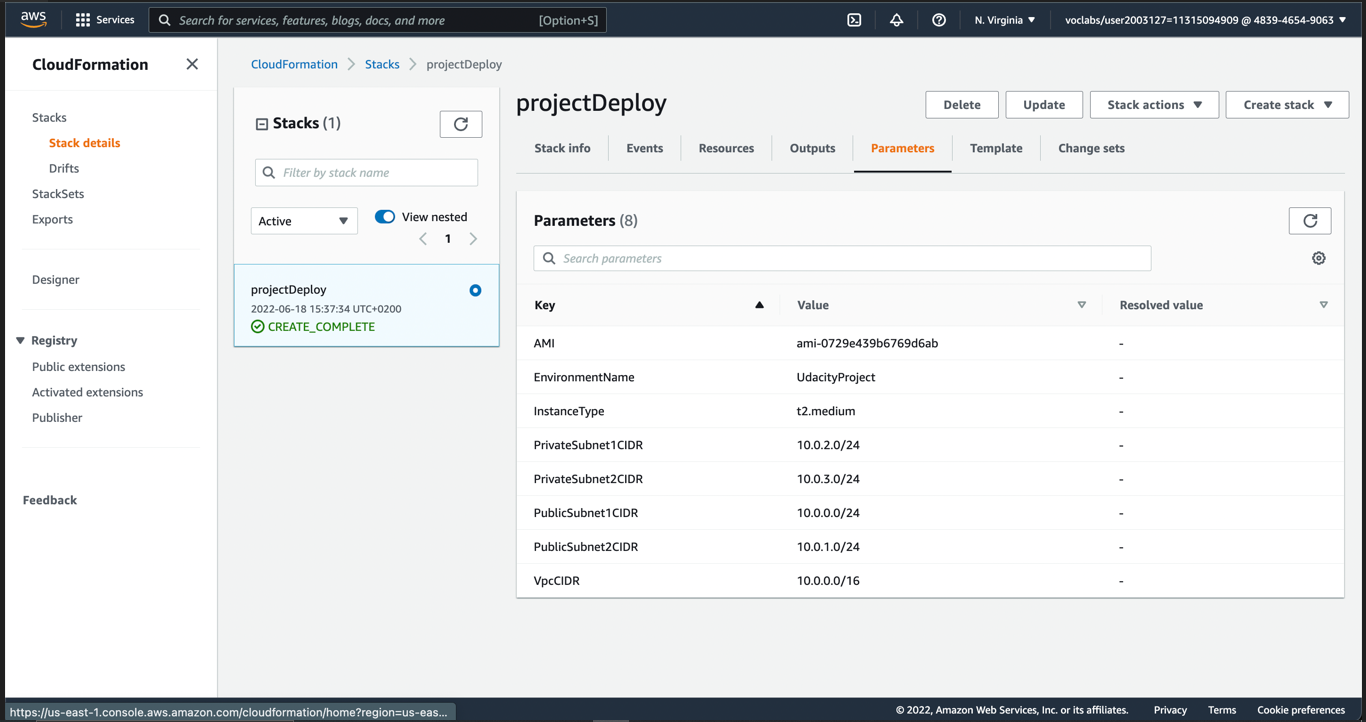 aws Services Search for services, features, blogs, docs, and more [Option+S] N. Virginia voclabs/user2003127=11315094909 @ 4839-4654-9063
CloudFormation
Stacks
Stack details
Drifts
StackSets
Exports
Designer
Registry
Public extensions
Activated extensions
Publisher
Feedback
CloudFormation Stacks projectDeploy
Stacks (1)
Filter by stack name
Active View nested
1
projectDeploy
2022-06-18 15:37:34 UTC+0200
CREATE_COMPLETE
projectDeploy Delete Update Stack actions Create stack
Stack info Events Resources Outputs Parameters Template Change sets
Parameters (8)
Search parameters
Key Value Resolved value
AMI ami-0729e439b6769d6ab -
EnvironmentName UdacityProject -
InstanceType t2.medium -
PrivateSubnet1CIDR 10.0.2.0/24 -
PrivateSubnet2CIDR 10.0.3.0/24 -
PublicSubnet1CIDR 10.0.0.0/24 -
PublicSubnet2CIDR 10.0.1.0/24 -
VpcCIDR 10.0.0.0/16 -
https://us-east-1.console.aws.amazon.com/cloudformation/home?region=us-eas... © 2022, Amazon Web Services, Inc. or its affiliates. Privacy Terms Cookie preferences